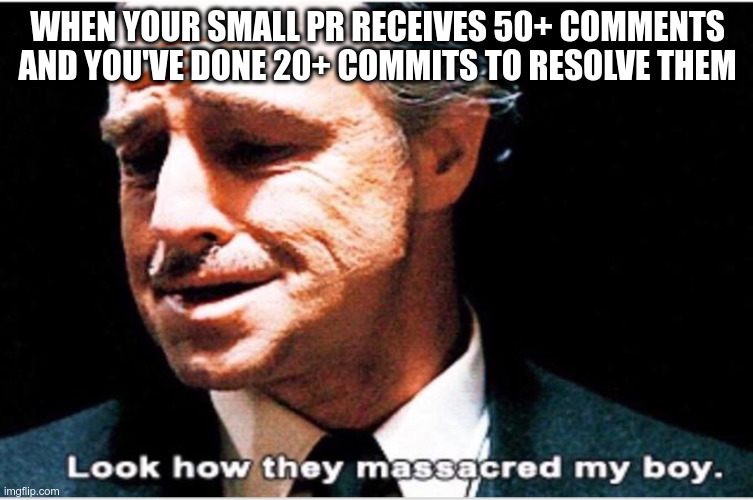 WHEN YOUR SMALL PR RECEIVES 50+ COMMENTS
AND YOU'VE DONE 20+ COMMITS TO RESOLVE THEM
Look how they massacred my boy.
imgflip.com